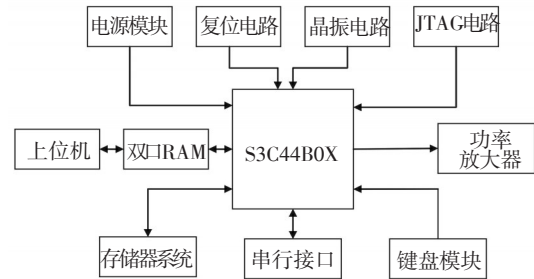 电源模块
复位电路
晶振电路
JTAG电路
上位机
双口RAM
S3C44B0X
功率
放大器
存储器系统
串行接口
键盘模块